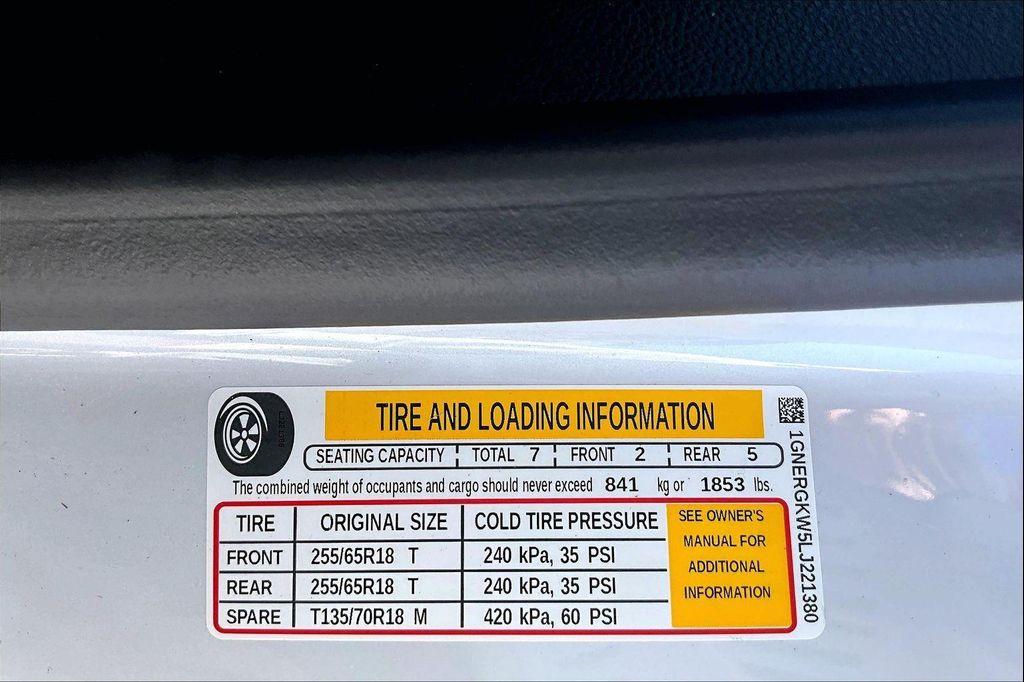 TIRE AND LOADING INFORMATION
SEATING CAPACITY TOTAL 7 FRONT 2 REAR 5
The combined weight of occupants and cargo should never exceed 841 kg or 1853 lbs.
TIRE ORIGINAL SIZE COLD TIRE PRESSURE
FRONT 255/65R18 T 240 kPa, 35 PSI
REAR 255/65R18 T 240 kPa, 35 PSI
SPARE T135/70R18 M 420 kPa, 60 PSI
SEE OWNER'S
MANUAL FOR
ADDITIONAL
INFORMATION
1GNERGKW5LJ221380